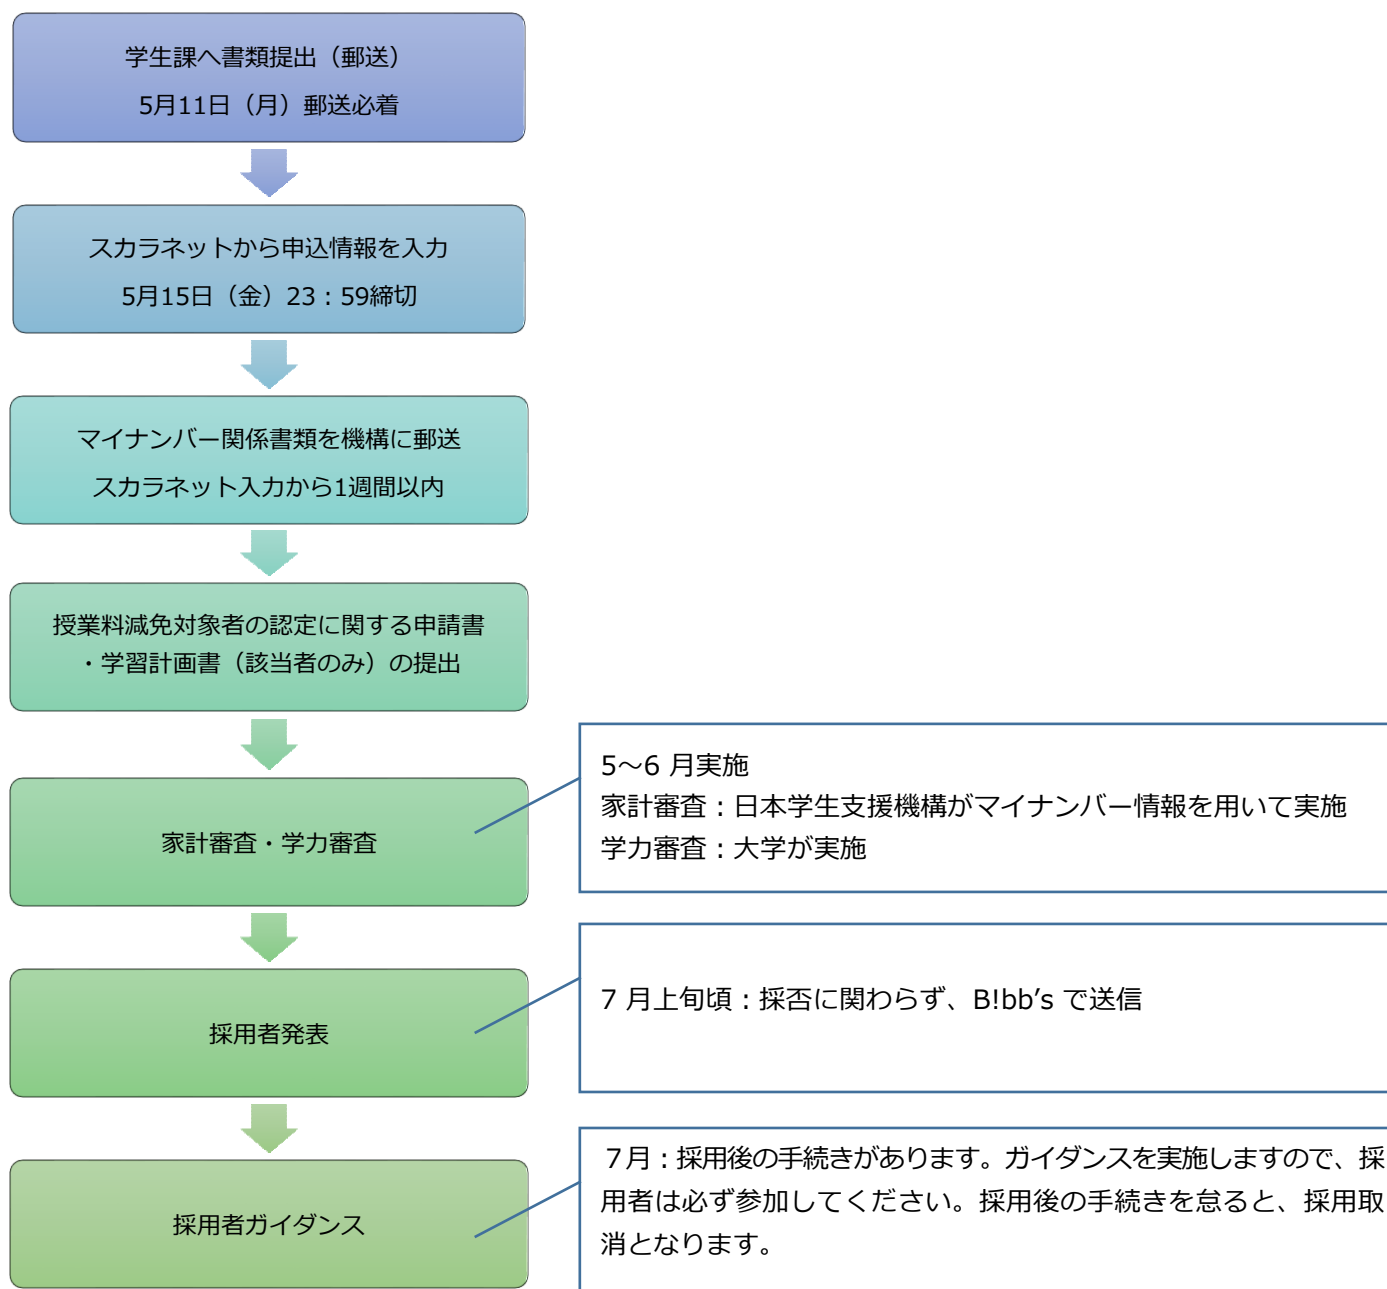 学生課へ書類提出（郵送）
5月11日（月）郵送必着
スカラネットから申込情報を入力
5月15日（金）23：59締切
マイナンバー関係書類を機構に郵送
スカラネット入力から1週間以内
授業料減免対象者の認定に関する申請書
・学習計画書（該当者のみ）の提出
家計審査・学力審査
5～6 月実施
家計審査：日本学生支援機構がマイナンバー情報を用いて実施
学力審査：大学が実施
採用者発表
7 月上旬頃：採否に関わらず、B!bb’s で送信
採用者ガイダンス
７月：採用後の手続きがあります。ガイダンスを実施しますので、採
用者は必ず参加してください。採用後の手続きを怠ると、採用取
消となります。